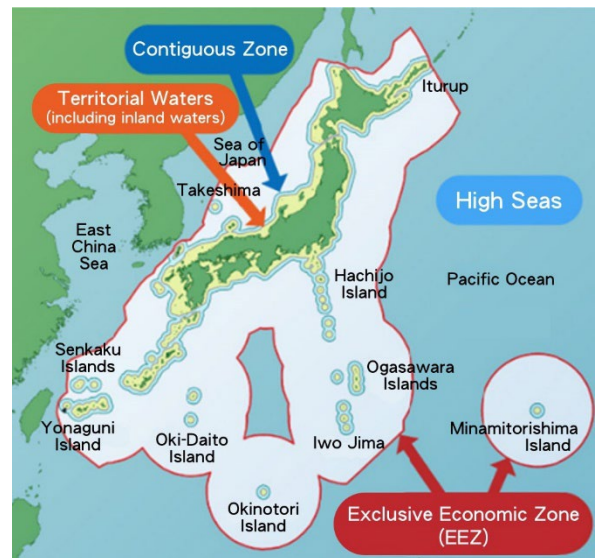 Contiguous Zone
Territorial Waters
(including inland waters)
Iturup
Sea of
Japan
Takeshima
High Seas
East
China
Sea
Hachijo
Island
Pacific Ocean
Senkaku
Islands
Ogasawara
Islands
Yonaguni
Island
Oki-Daito
Island
Iwo Jima
Minamitorishima
Island
Okinotori
Island
Exclusive Economic Zone
(EEZ)